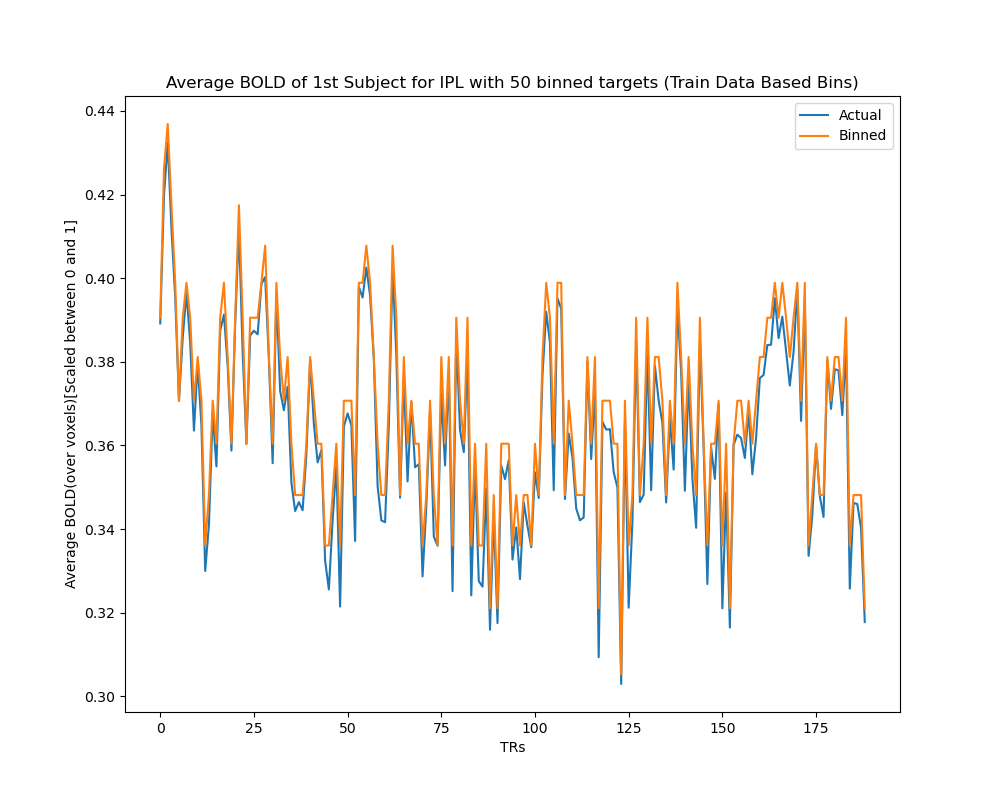 Average BOLD of 1st Subject for IPL with 50 binned targets (Train Data Based Bins)
Actual
Binned
Average BOLD(over voxels)[Scaled between 0 and 1]
0.44
0.42
0.40
0.38
0.36
0.34
0.32
0.30
0 25 50 75 100 125 150 175
TRs